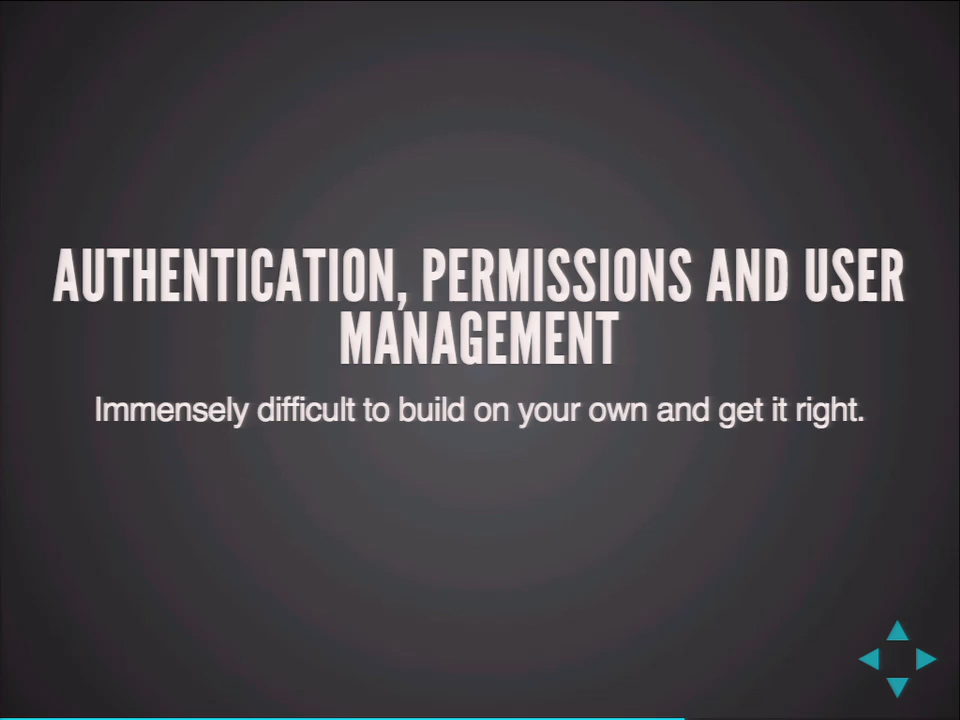 AUTHENTICATION, PERMISSIONS AND USER
MANAGEMENT
Immensely difficult to build on your own and get it right.